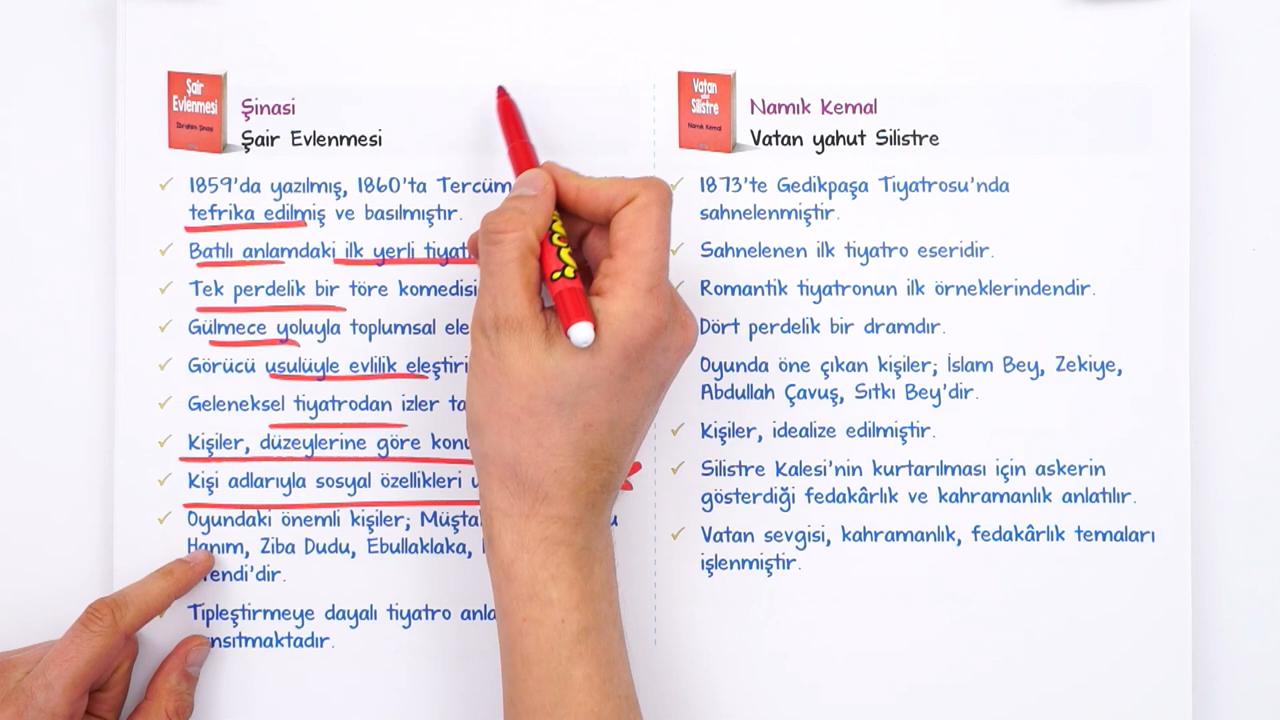 Şair
Evlenmesi
İbrahim Şinasi
Şinasi
Şair Evlenmesi
1859'da yazılmış, 1860'ta Tercüm
tefrika edilmiş ve basılmıştır.
Batılı anlamdaki ilk yerli tiyat
Tek perdelik bir töre komedisi
Gülmece yoluyla toplumsal ele
Görücü usulüyle evlilik eleştiri
Geleneksel tiyatrodan izler ta
Kişiler, düzeylerine göre konu
Kişi adlarıyla sosyal özellikleri u
Oyundaki önemli kişiler; Müşta
Hanım, Ziba Dudu, Ebullaklaka,
endi'dir.
Tipleştirmeye dayalı tiyatro anla
nsıtmaktadır.
Vatan
yahut
Silistre
Namık Kemal
Namık Kemal
Vatan yahut Silistre
1873'te Gedikpaşa Tiyatrosu'nda
sahnelenmiştir.
Sahnelenen ilk tiyatro eseridir.
Romantik tiyatronun ilk örneklerindendir.
Dört perdelik bir dramdır.
Oyunda öne çıkan kişiler; İslam Bey, Zekiye,
Abdullah Çavuş, Sıtkı Bey'dir.
Kişiler, idealize edilmiştir.
Silistre Kalesi'nin kurtarılması için askerin
gösterdiği fedakârlık ve kahramanlık anlatılır.
Vatan sevgisi, kahramanlık, fedakârlık temaları
işlenmiştir.